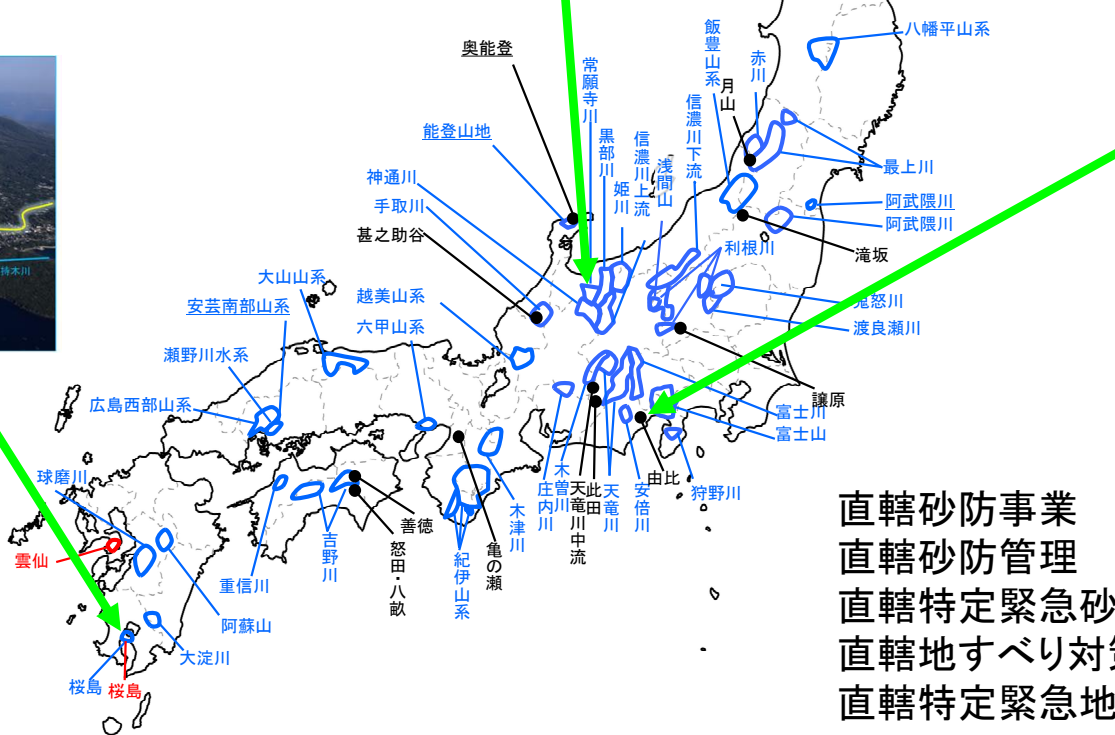 八幡平山系
奥能登
飯豊山系
赤川
月山
常願寺川
信濃川下流
能登山地
黒部川
信濃川上流
浅間山
姫川
最上川
神通川
阿武隈川
手取川
阿武隈川
甚之助谷
利根川
滝坂
大山山系
持木川
越美山系
鬼怒川
安芸南部山系
六甲山系
渡良瀬川
瀬野川水系
譲原
広島西部山系
富士川
富士山
球磨川
木曽川
由比
庄内川
天竜川中流
此田
天竜川
安倍川
狩野川
木津川
善徳
雲仙
吉野川
怒田・八畝
亀の瀬
紀伊山系
重信川
阿蘇山
大淀川
桜島
桜島
直轄砂防事業
直轄砂防管理
直轄特定緊急砂
直轄地すべり対策
直轄特定緊急地